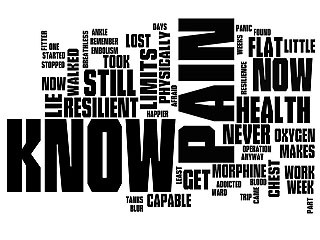 FITTER
ONE
STARTED
STOPPED
NOW
LIE
WALKED
BREATHLESS
ANKLE
REMEMBER
EMBOLISM
TOOK
STILL
RESILIENT
LOST
LIMITS
DAYS
PHYSICALLY
AFRAID
HAPPIER
KNOW
PAIN
PANIC
WEEKS
FOUND
FLAT
LITTLE
RESILIENCE
NOW
HEALTH
NEVER
OXYGEN
OPERATION
ANYWAY
MAKES
LEAST
GET
MORPHINE
ADDICTED
BLOOD
WARD
TRIP
CAME
CHEST
WORK
WEEK
PART
TANKS
BLUR
CAPABLE